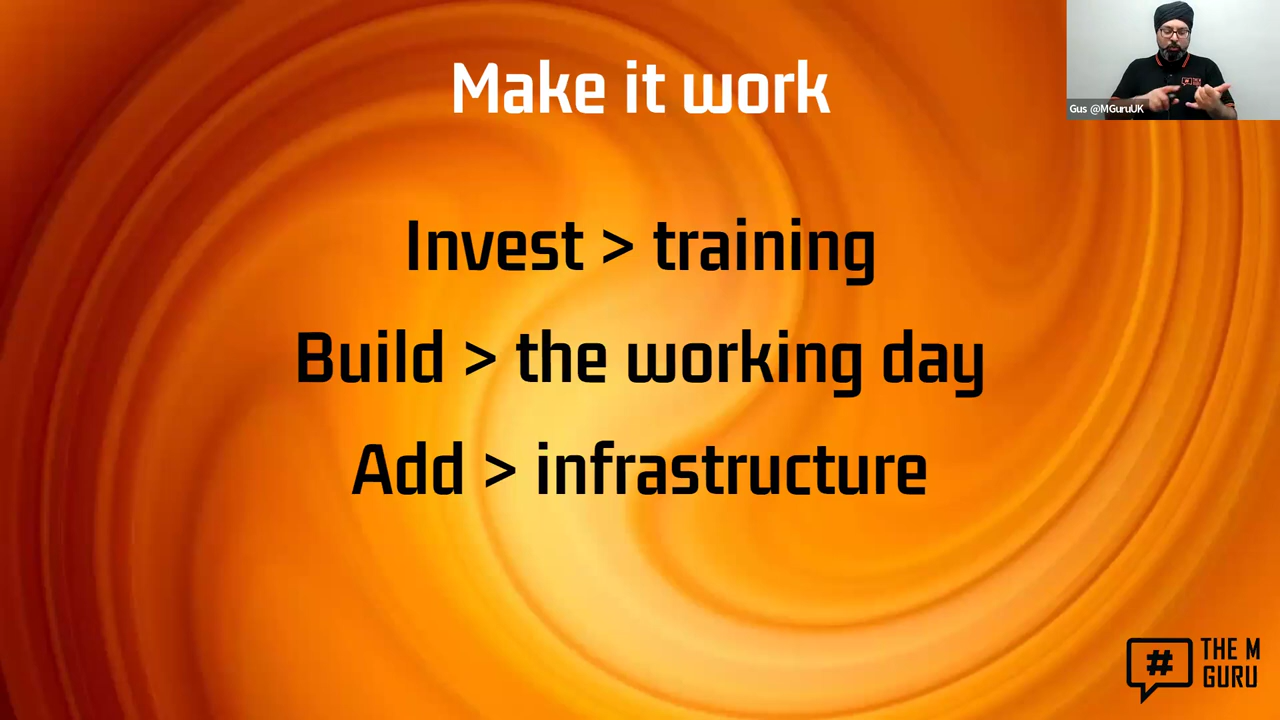 Make it work
Gus @MGuruUK
Invest > training
Build > the working day
Add > infrastructure
# THE M
GURU